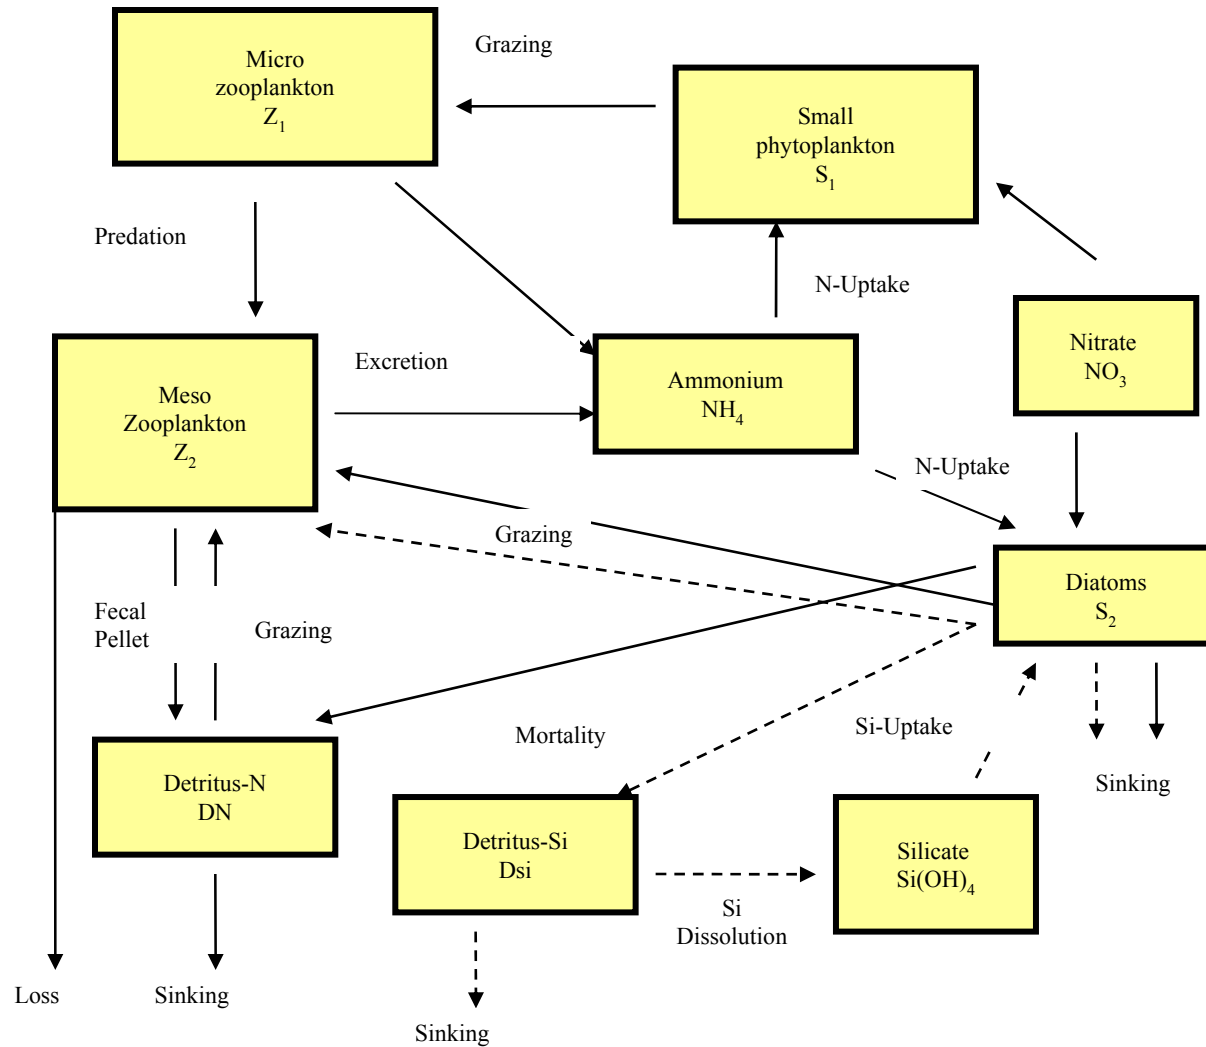 Grazing
Micro
zooplankton
Z₁
Small
phytoplankton
S₁
Predation
N-Uptake
Nitrate
NO₃
Excretion
Meso
Zooplankton
Z₂
Ammonium
NH₄
N-Uptake
Grazing
Diatoms
S₂
Fecal
Pellet
Grazing
Mortality
Si-Uptake
Sinking
Detritus-N
DN
Detritus-Si
Dsi
Silicate
Si(OH)₄
Si
Dissolution
Loss
Sinking
Sinking